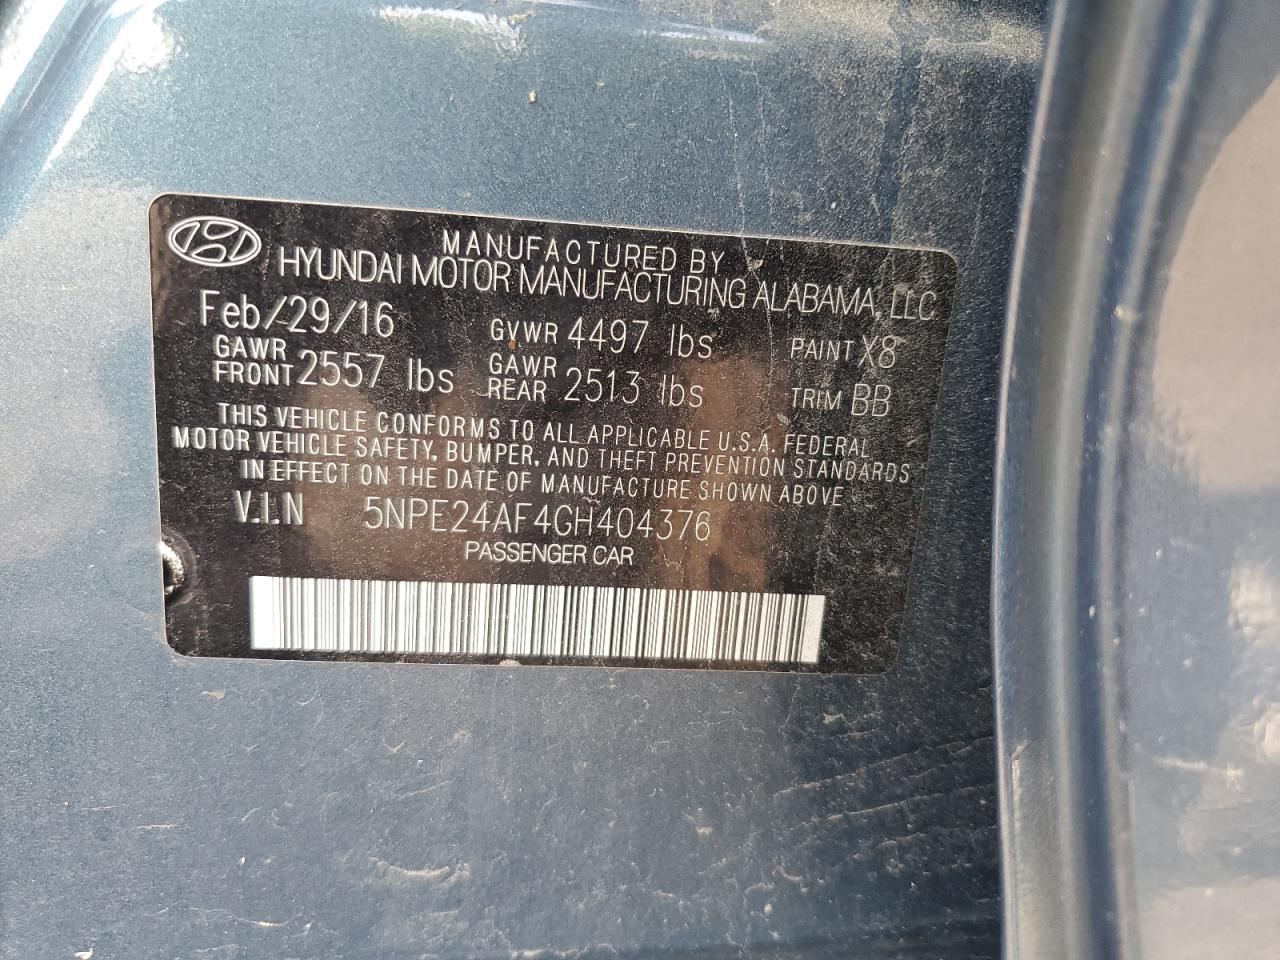 MANUFACTURED BY
HYUNDAI MOTOR MANUFACTURING ALABAMA, LLC
Feb/29/16 GVWR 4497 lbs PAINT X8
GAWR FRONT 2557 lbs GAWR REAR 2513 lbs TRIM BB
THIS VEHICLE CONFORMS TO ALL APPLICABLE U.S.A. FEDERAL
MOTOR VEHICLE SAFETY, BUMPER, AND THEFT PREVENTION STANDARDS
IN EFFECT ON THE DATE OF MANUFACTURE SHOWN ABOVE
V.I.N 5NPE24AF4GH404376
PASSENGER CAR